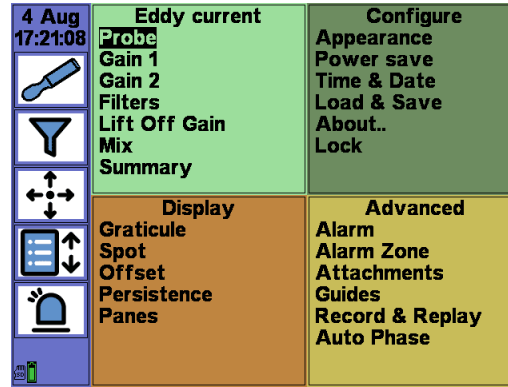 4 Aug
17:21:08
Eddy current
Probe
Gain 1
Gain 2
Filters
Lift Off Gain
Mix
Summary
Configure
Appearance
Power save
Time & Date
Load & Save
About..
Lock
Display
Graticule
Spot
Offset
Persistence
Panes
Advanced
Alarm
Alarm Zone
Attachments
Guides
Record & Replay
Auto Phase